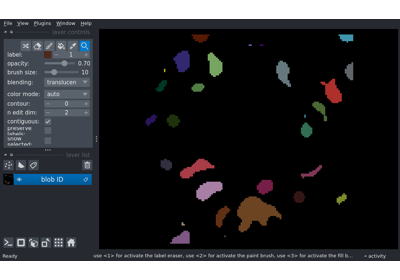 File View Plugins Window Help
layer controls
label: 1
opacity: 0.70
brush size: 10
blending: translucen
color mode: auto
contour: 0
n edit dim: 2
contiguous:
preserve labels:
show selected:
layer list
blob ID
Ready
use <1> for activate the label eraser, use <2> for activate the paint brush, use <3> for activate the fill b...
activity